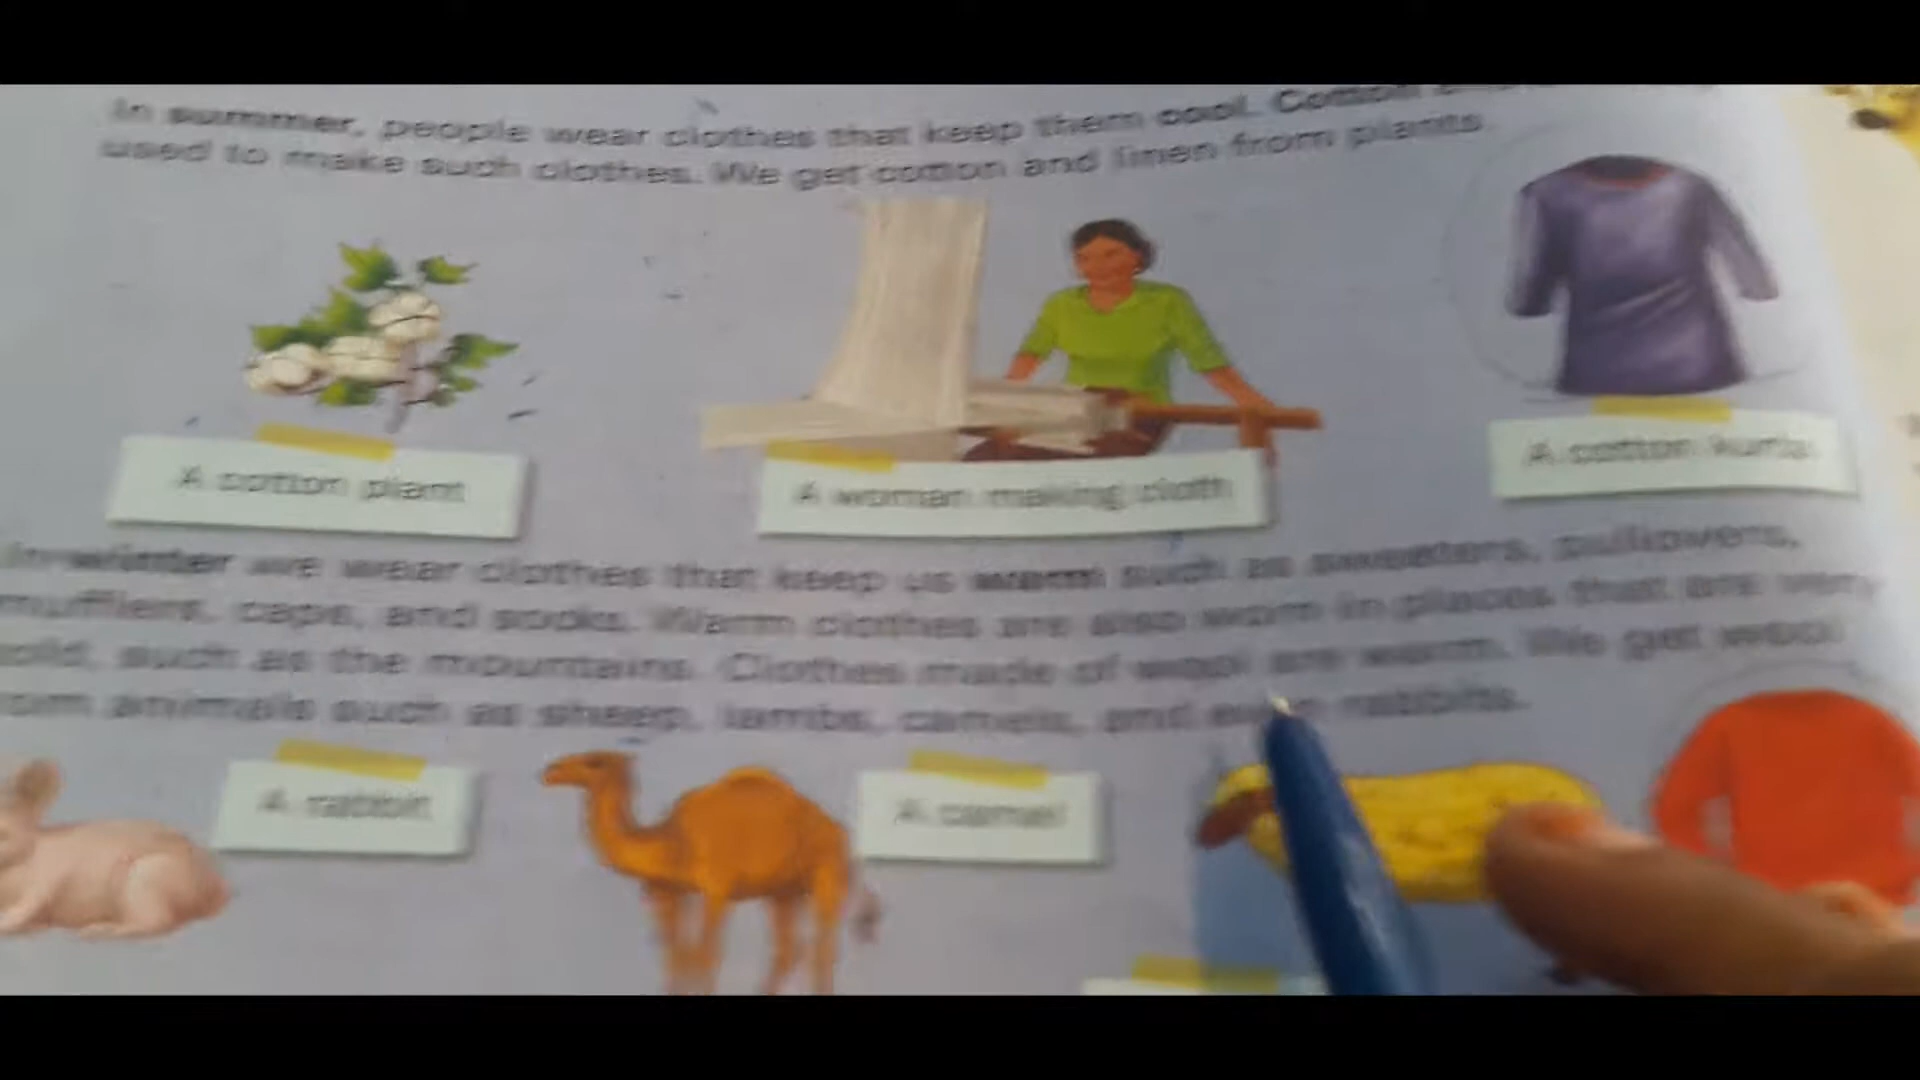 In summer, people wear clothes that keep them cool. Cotton
used to make such clothes. We get cotton and linen from plants
A cotton plant
A woman making cloth
A cotton kurta
In winter we wear clothes that keep us warm such as sweaters, pullovers,
mufflers, caps, and socks. Warm clothes are also worn in places that are very
cold, such as the mountains. Clothes made of wool are warm. We get wool
from animals such as sheep, lambs, camels, and even rabbits.
A rabbit
A camel